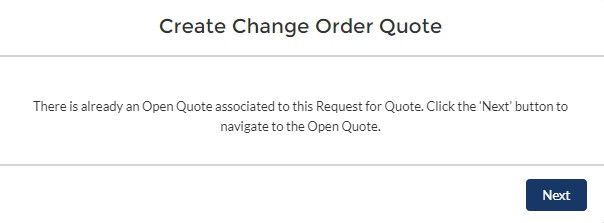 Create Change Order Quote
There is already an Open Quote associated to this Request for Quote. Click the 'Next' button to
navigate to the Open Quote.
Next